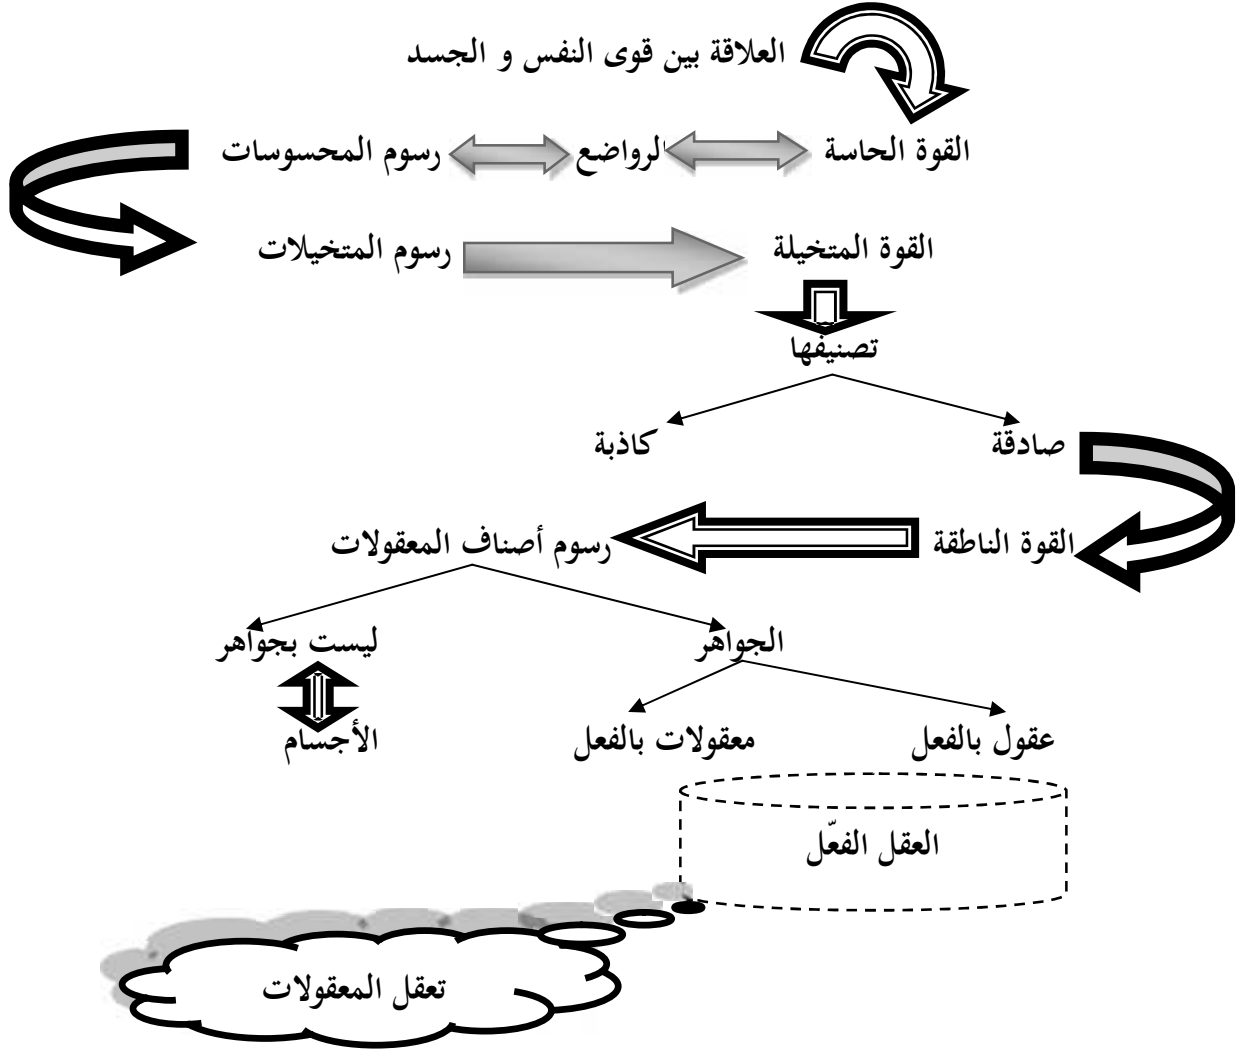 العلاقة بين قوى النفس و الجسد
القوة الحاسة الرواضع رسوم المحسوسات
القوة المتخيلة رسوم المتخيلات
تصنيفها
صادقة كاذبة
القوة الناطقة رسوم أصناف المعقولات
الجواهر ليست بجواهر
عقول بالفعل معقولات بالفعل الأجسام
العقل الفعّل
تعقل المعقولات